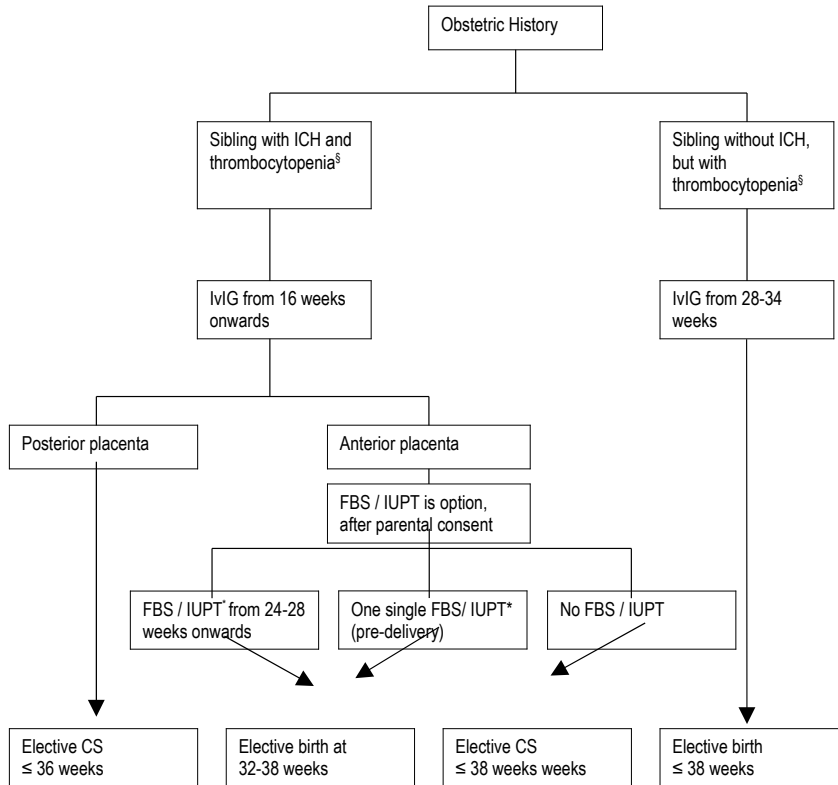 Obstetric History
Sibling with ICH and
thrombocytopenia§
Sibling without ICH,
but with
thrombocytopenia§
IvIG from 16 weeks
onwards
IvIG from 28-34
weeks
Posterior placenta
Anterior placenta
FBS / IUPT is option,
after parental consent
FBS / IUPT* from 24-28
weeks onwards
One single FBS/ IUPT*
(pre-delivery)
No FBS / IUPT
Elective CS
≤ 36 weeks
Elective birth at
32-38 weeks
Elective CS
≤ 38 weeks weeks
Elective birth
≤ 38 weeks